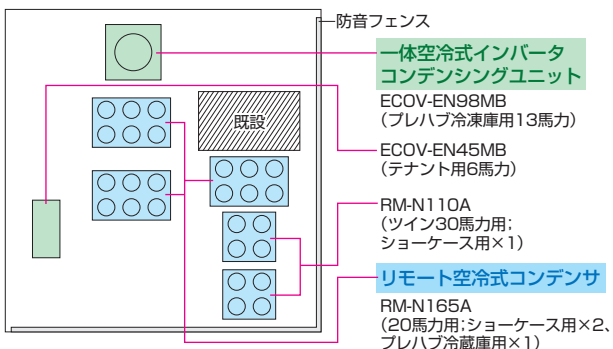 防音フェンス
一体空冷式インバータ
コンデンシングユニット
ECOV-EN98MB
（プレハブ冷凍庫用13馬力）
既設
ECOV-EN45MB
（テナント用6馬力）
RM-N110A
（ツイン30馬力用；
ショーケース用×1）
リモート空冷式コンデンサ
RM-N165A
（20馬力用；ショーケース用×2、
プレハブ冷蔵庫用×1）